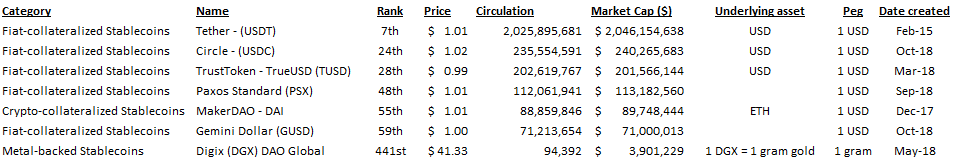 Category Name Rank Price Circulation Market Cap ($) Underlying asset Peg Date created
Fiat-collateralized Stablecoins Tether - (USDT) 7th $ 1.01 2,025,895,681 $ 2,046,154,638 USD 1 USD Feb-15
Fiat-collateralized Stablecoins Circle - (USDC) 24th $ 1.02 235,554,591 $ 240,265,683 USD 1 USD Oct-18
Fiat-collateralized Stablecoins TrustToken - TrueUSD (TUSD) 28th $ 0.99 202,619,767 $ 201,566,144 USD 1 USD Mar-18
Fiat-collateralized Stablecoins Paxos Standard (PSX) 48th $ 1.01 112,061,941 $ 113,182,560 1 USD Sep-18
Crypto-collateralized Stablecoins MakerDAO - DAI 55th $ 1.01 88,859,846 $ 89,748,444 ETH 1 USD Dec-17
Fiat-collateralized Stablecoins Gemini Dollar (GUSD) 59th $ 1.00 71,213,654 $ 71,000,013 1 USD Oct-18
Metal-backed Stablecoins Digix (DGX) DAO Global 441st $ 41.33 94,392 $ 3,901,229 1 DGX = 1 gram gold 1 gram May-18